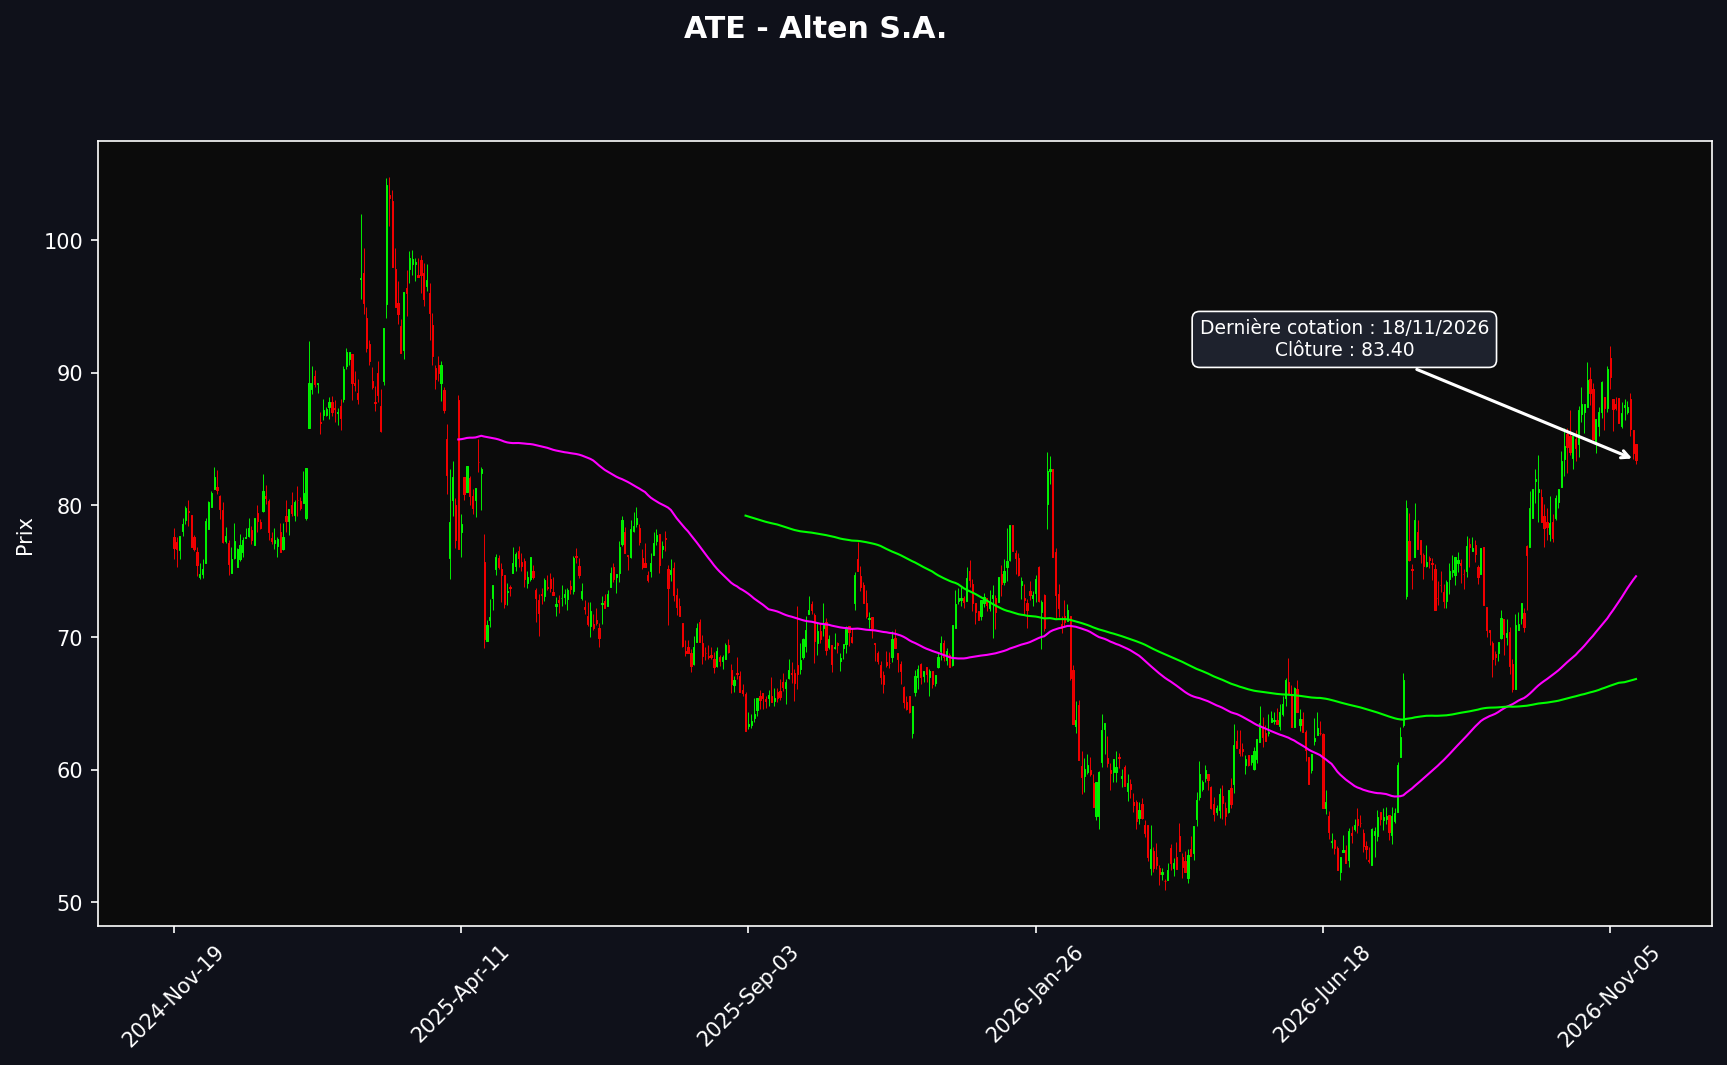 ATE - Alten S.A.
Prix
100
90
80
70
60
50
Dernière cotation : 18/11/2026
Clôture : 83.40
2024-Nov-19
2025-Apr-11
2025-Sep-03
2026-Jan-26
2026-Jun-18
2026-Nov-05